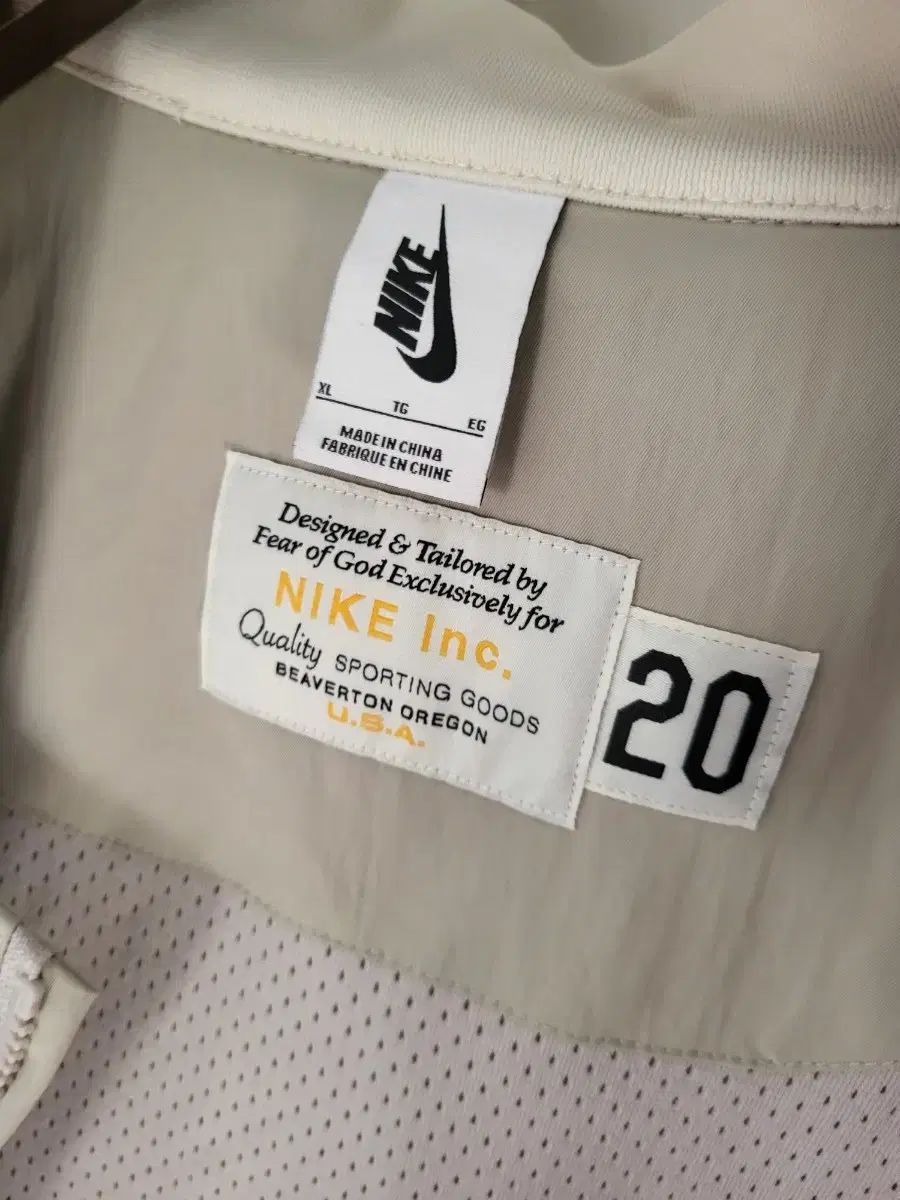 NIKE
XL
TG
EG
MADE IN CHINA
FABRIQUE EN CHINE
Designed & Tailored by
Fear of God Exclusively for
NIKE Inc.
Quality SPORTING GOODS
BEAVERTON OREGON
U.S.A.
20